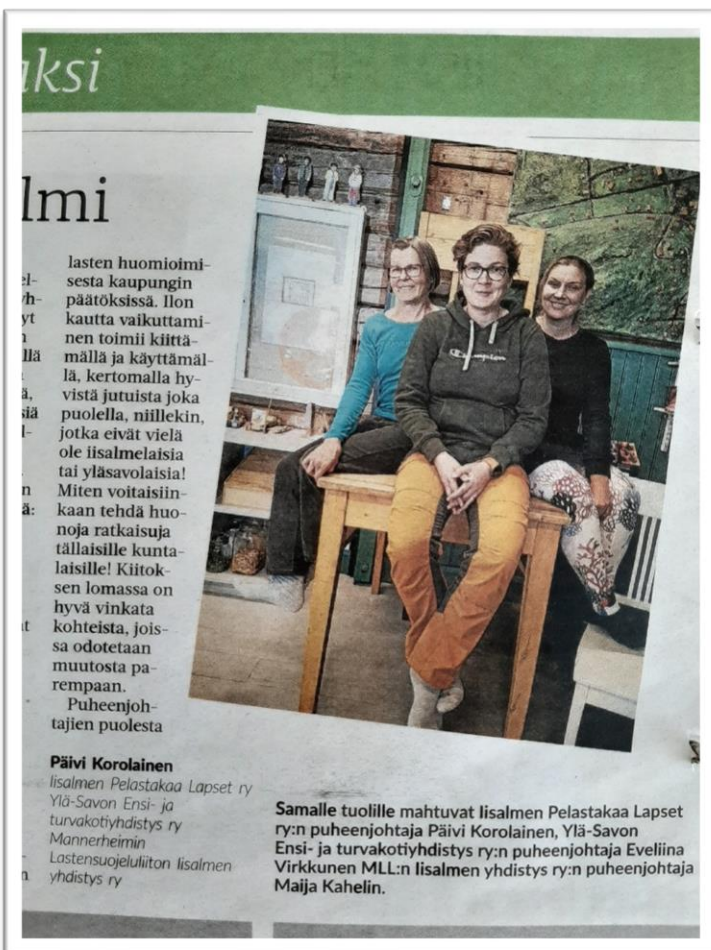 aksi
lmi
lasten huomioimi-
sesta kaupungin
päätöksissä. Ilon
kautta vaikuttami-
nen toimii kiittä-
mällä ja käyttämäl-
lä, kertomalla hy-
vistä jutuista joka
puolella, niillekin,
jotka eivät vielä
ole iisalmelaisia
tai yläsavolaisia!
Miten voitaisiin-
kaan tehdä huo-
noja ratkaisuja
tällaisille kunta-
laisille! Kiitok-
sen lomassa on
hyvä vinkata
kohteista, jois-
sa odotetaan
muutosta pa-
rempaan.
Puheenjoh-
tajien puolesta
Päivi Korolainen
Iisalmen Pelastakaa Lapset ry
Ylä-Savon Ensi- ja
turvakotiyhdistys ry
Mannerheimin
Lastensuojeluliiton Iisalmen
yhdistys ry
Champion
Samalle tuolille mahtuvat Iisalmen Pelastakaa Lapset
ry:n puheenjohtaja Päivi Korolainen, Ylä-Savon
Ensi- ja turvakotiyhdistys ry:n puheenjohtaja Eveliina
Virkkunen MLL:n Iisalmen yhdistys ry:n puheenjohtaja
Maija Kahelin.